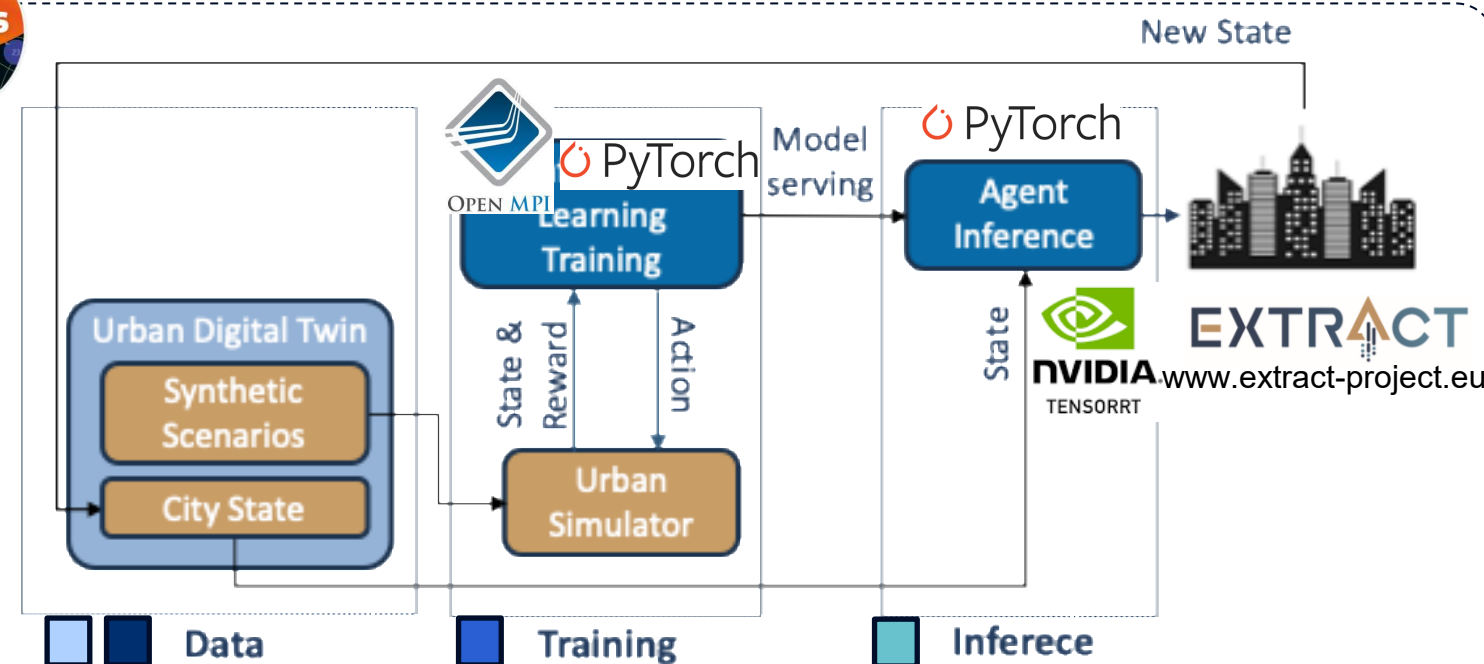 S
New State
OPEN MPI
PyTorch
Learning
Training
Model
serving
PyTorch
Agent
Inference
Urban Digital Twin
Synthetic
Scenarios
City State
State &
Reward
Action
Urban
Simulator
State
NVIDIA.
TENSORRT
EXTRACT
www.extract-project.eu
Data
Training
Inferece